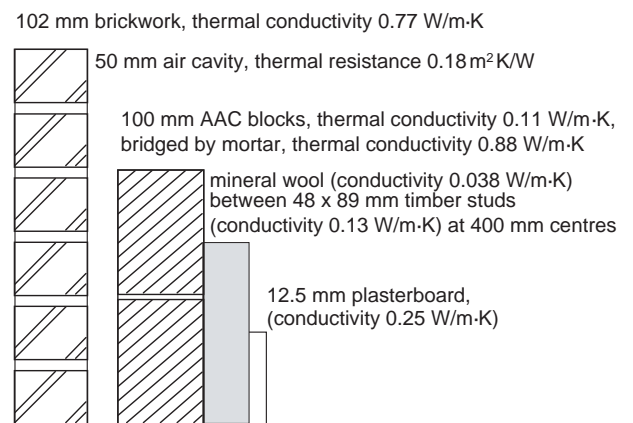 102 mm brickwork, thermal conductivity 0.77 W/m·K
50 mm air cavity, thermal resistance 0.18 m² K/W
100 mm AAC blocks, thermal conductivity 0.11 W/m·K,
bridged by mortar, thermal conductivity 0.88 W/m·K
mineral wool (conductivity 0.038 W/m·K)
between 48 x 89 mm timber studs
(conductivity 0.13 W/m·K) at 400 mm centres
12.5 mm plasterboard,
(conductivity 0.25 W/m·K)